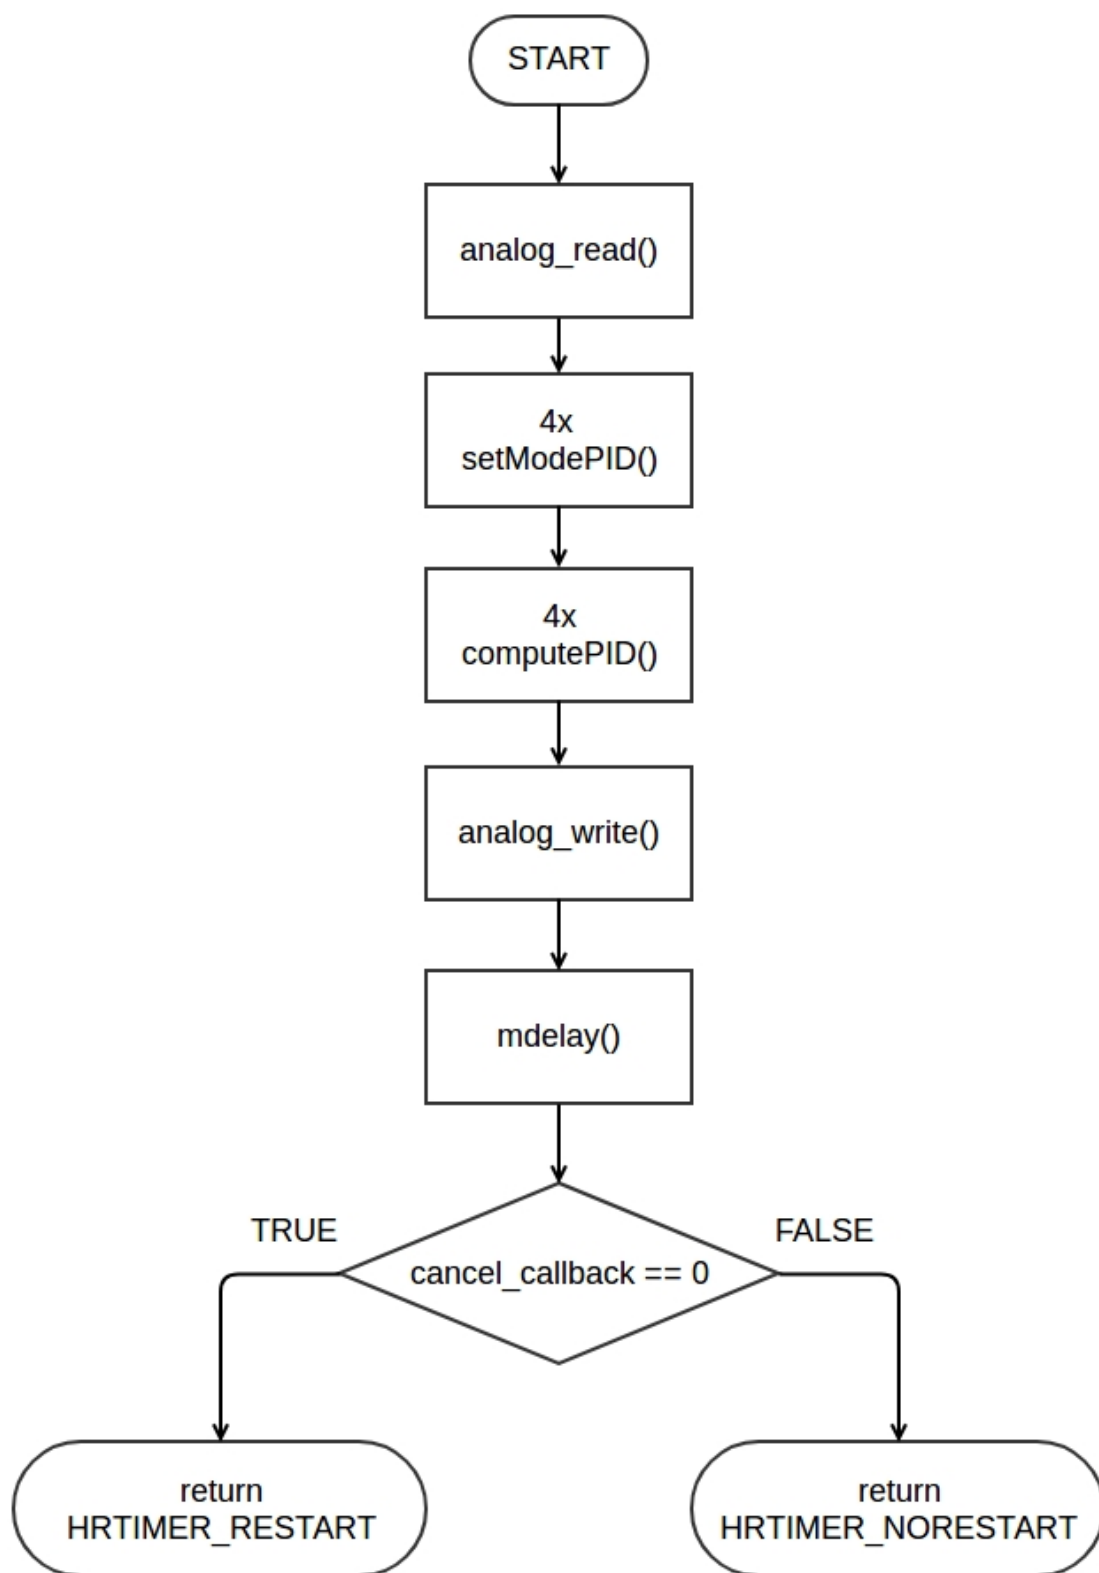 START
analog_read()
4x
setModePID()
4x
computePID()
analog_write()
mdelay()
TRUE
FALSE
cancel_callback == 0
return
HRTIMER_RESTART
return
HRTIMER_NORESTART